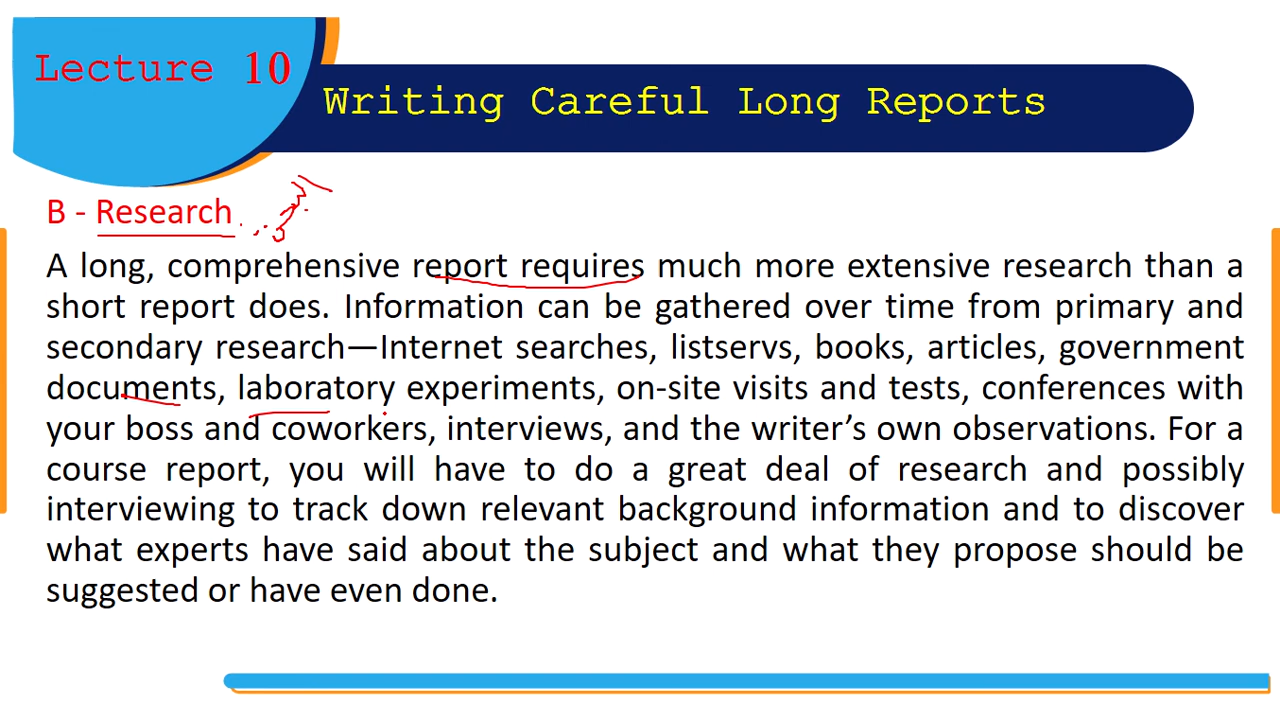 Lecture 10
Writing Careful Long Reports
B - Research
A long, comprehensive report requires much more extensive research than a
short report does. Information can be gathered over time from primary and
secondary research—Internet searches, listservs, books, articles, government
documents, laboratory experiments, on-site visits and tests, conferences with
your boss and coworkers, interviews, and the writer’s own observations. For a
course report, you will have to do a great deal of research and possibly
interviewing to track down relevant background information and to discover
what experts have said about the subject and what they propose should be
suggested or have even done.